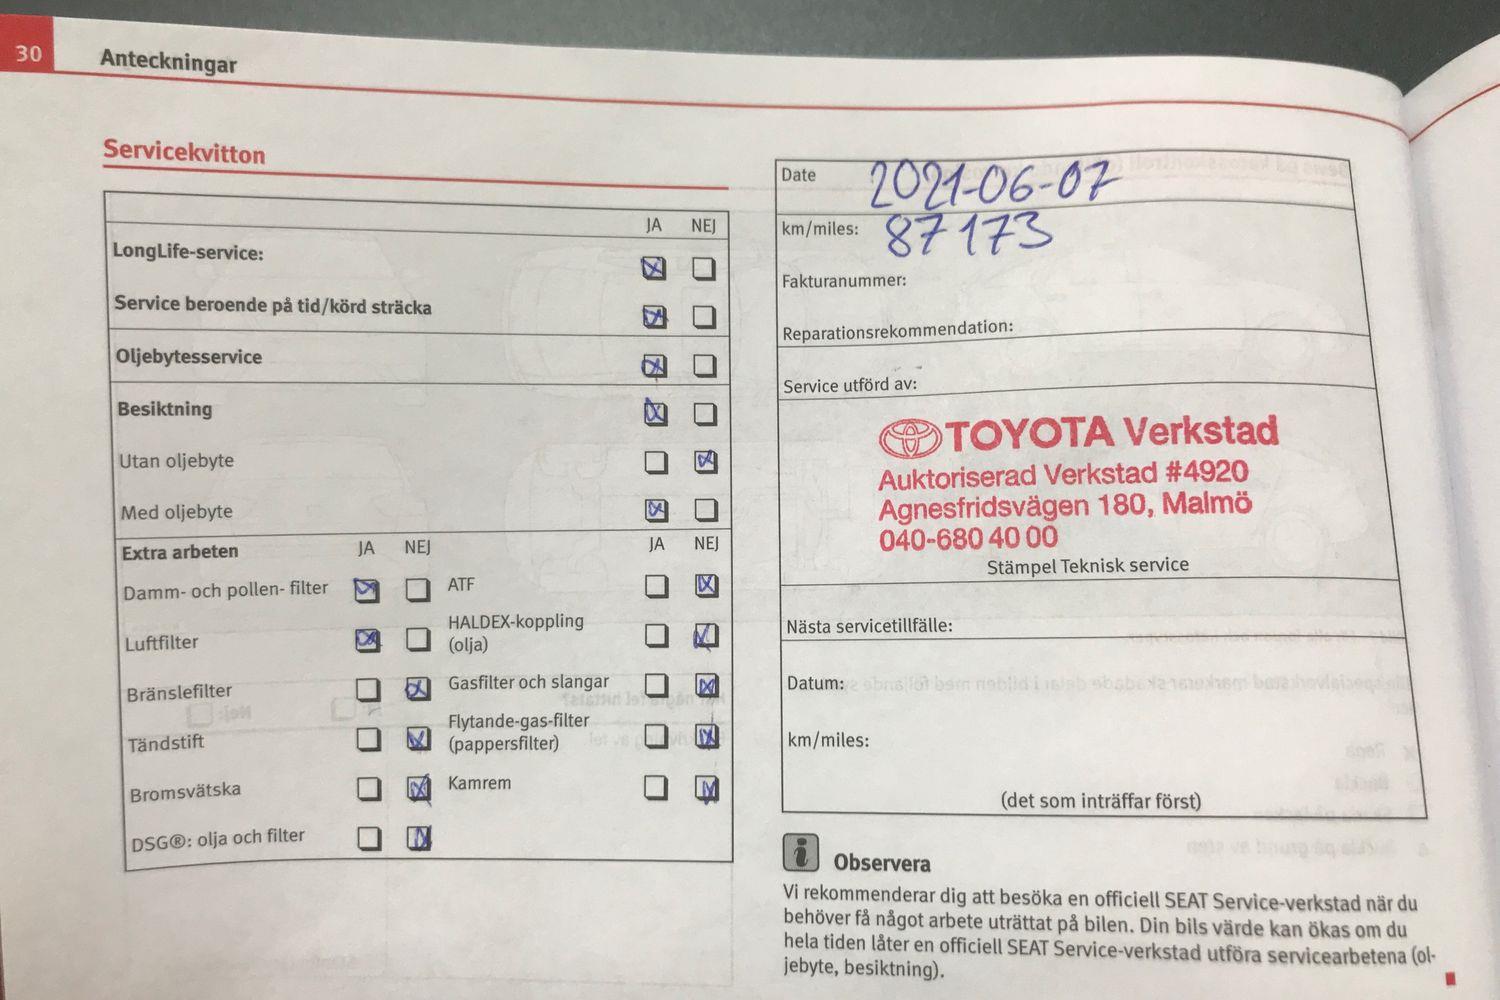 30 Anteckningar
Servicekvitton
JA NEJ
LongLife-service:
Service beroende på tid/körd sträcka
Oljebytesservice
Besiktning
Utan oljebyte
Med oljebyte
Extra arbeten JA NEJ JA NEJ
Damm- och pollen- filter ATF
Luftfilter HALDEX-koppling
(olja)
Bränslefilter Gasfilter och slangar
Tändstift Flytande-gas-filter
(pappersfilter)
Bromsvätska Kamrem
DSG®: olja och filter
Date 2021-06-07
km/miles: 87173
Fakturanummer:
Reparationsrekommendation:
Service utförd av:
TOYOTA Verkstad
Auktoriserad Verkstad #4920
Agnesfridsvägen 180, Malmö
040-680 40 00
Stämpel Teknisk service
Nästa servicetillfälle:
Datum:
km/miles:
(det som inträffar först)
Observera
Vi rekommenderar dig att besöka en officiell SEAT Service-verkstad när du
behöver få något arbete uträttat på bilen. Din bils värde kan ökas om du
hela tiden låter en officiell SEAT Service-verkstad utföra servicearbetena (ol-
jebyte, besiktning).